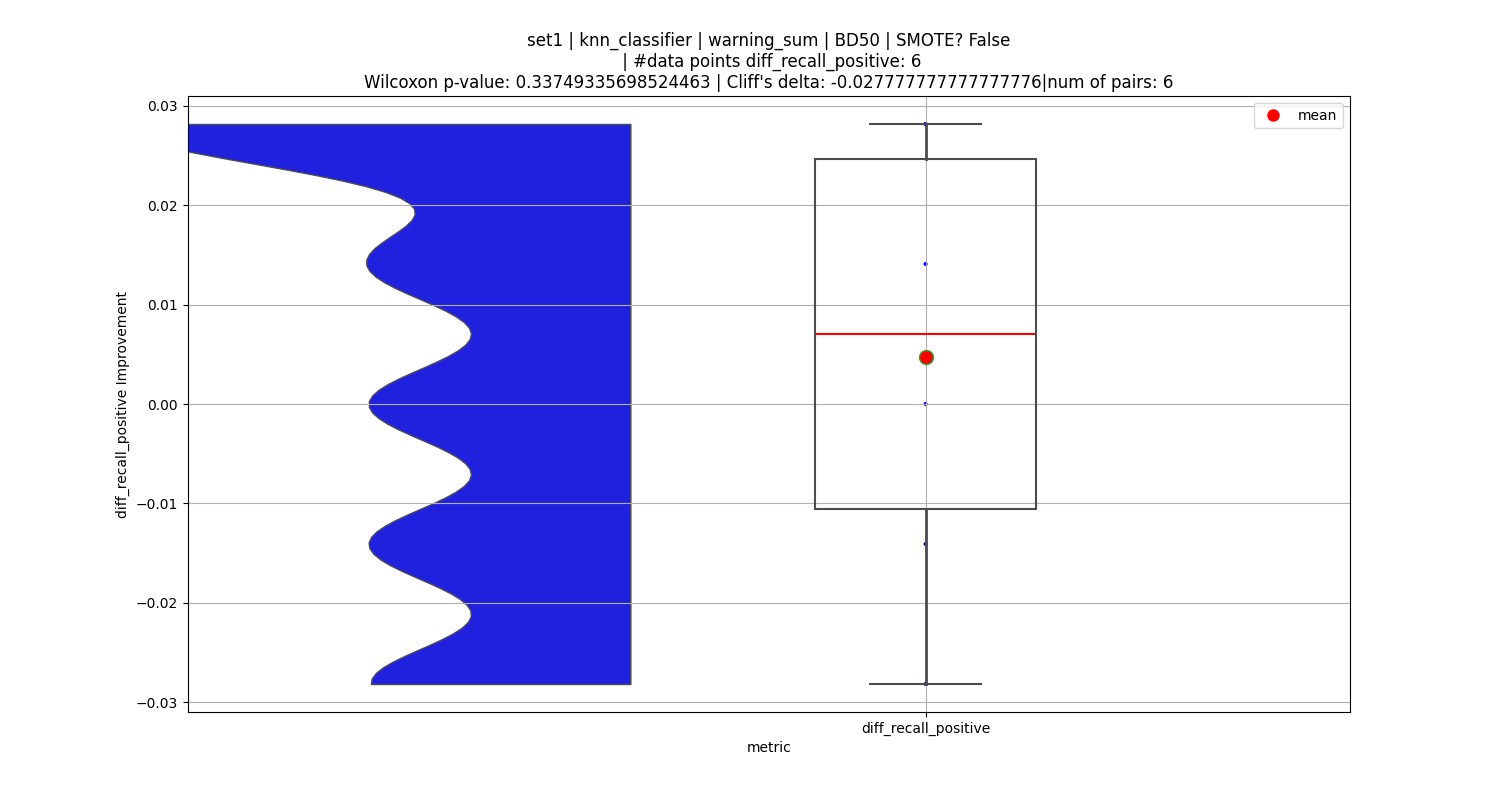 set1 | knn_classifier | warning_sum | BD50 | SMOTE? False
| #data points diff_recall_positive: 6
Wilcoxon p-value: 0.33749335698524463 | Cliff's delta: -0.027777777777777776|num of pairs: 6
mean
0.03
0.02
0.01
0.00
−0.01
−0.02
−0.03
diff_recall_positive Improvement
diff_recall_positive
metric